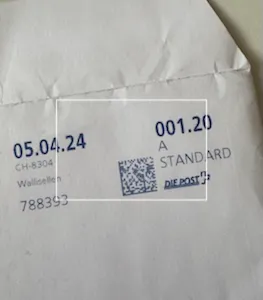 05.04.24
CH-8304
Wallisellen
788393
001.20
A
STANDARD
DIE POST